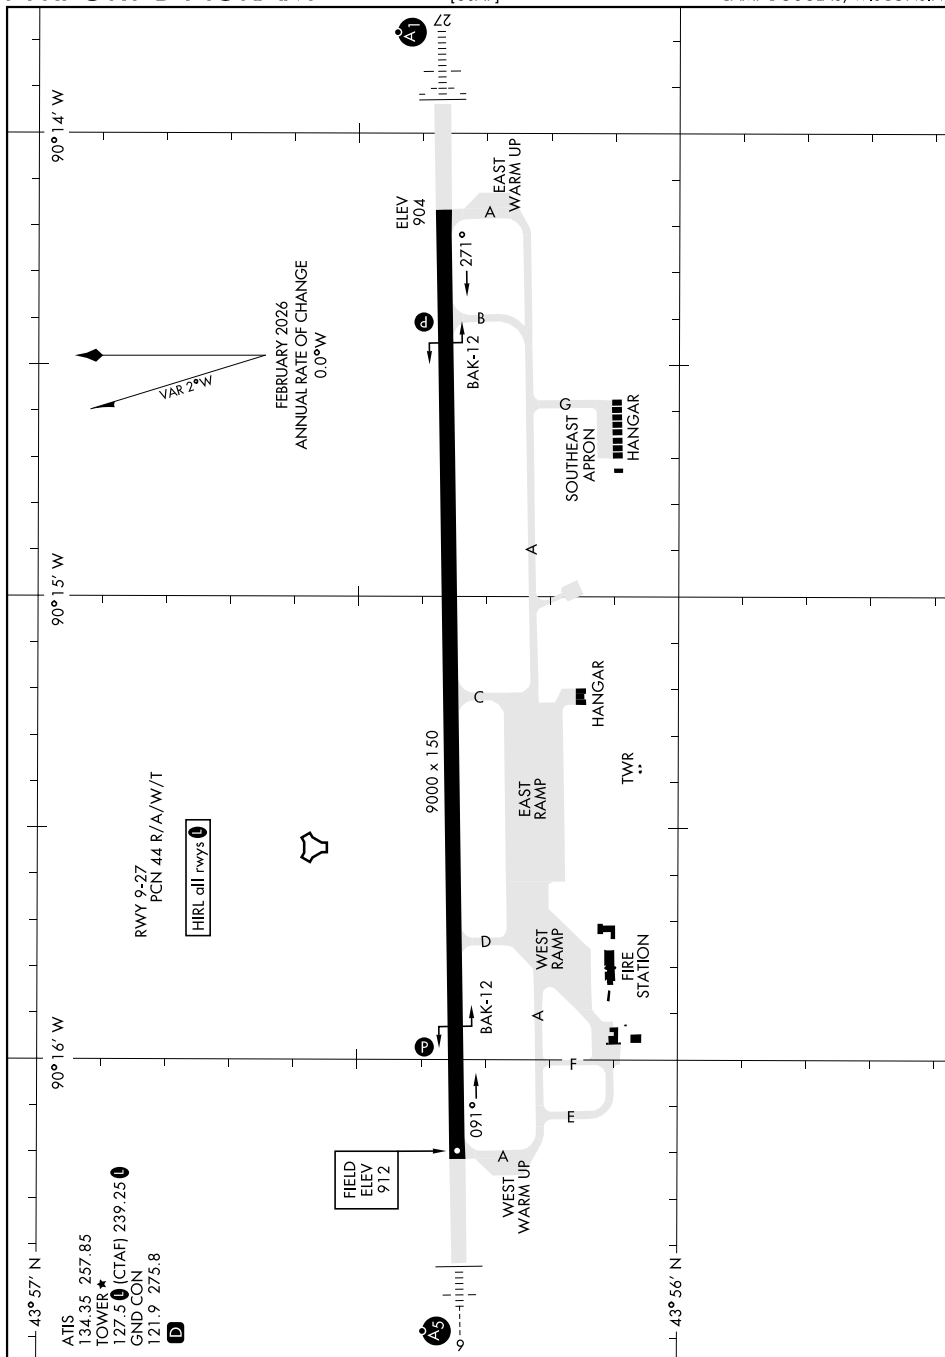 27
A1
90°14' W
EAST
WARM UP
A
ELEV
904
271°
FEBRUARY 2026
ANNUAL RATE OF CHANGE
0.0°W
VAR 2°W
P
B
BAK-12
G
SOUTHEAST
APRON
HANGAR
A
90°15' W
C
HANGAR
9000 x 150
TWR
EAST
RAMP
RWY 9-27
PCN 44 R/A/W/T
HIRL all rwys L
D
WEST
RAMP
FIRE
STATION
BAK-12
A
P
90°16' W
F
091°
E
FIELD
ELEV
912
A
WEST
WARM UP
ATIS
134.35 257.85
TOWER ★
127.5 L (CTAF) 239.25 L
GND CON
121.9 275.8
D
43°57' N
43°56' N
A5
9